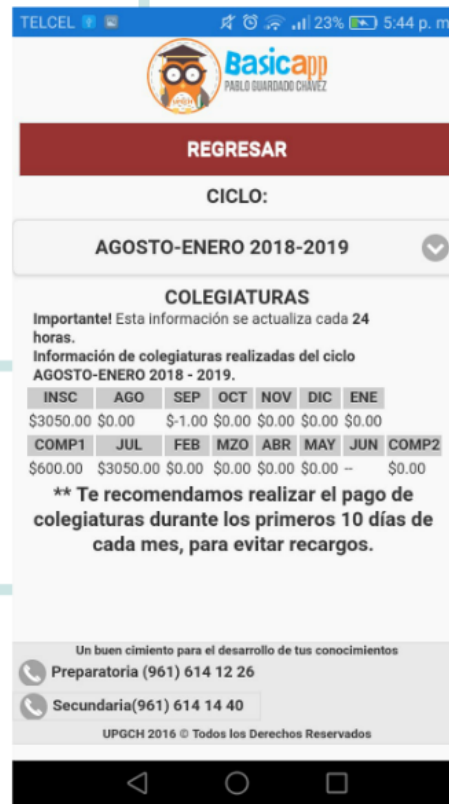 TELCEL 23% 5:44 p. m
Basicapp
PABLO GUARDADO CHÁVEZ
UPGCH
REGRESAR
CICLO:
AGOSTO-ENERO 2018-2019
COLEGIATURAS
Importante! Esta información se actualiza cada 24
horas.
Información de colegiaturas realizadas del ciclo
AGOSTO-ENERO 2018 - 2019.
INSC AGO SEP OCT NOV DIC ENE
$3050.00 $0.00 $-1.00 $0.00 $0.00 $0.00 $0.00
COMP1 JUL FEB MZO ABR MAY JUN COMP2
$600.00 $3050.00 $0.00 $0.00 $0.00 $0.00 -- $0.00
** Te recomendamos realizar el pago de
colegiaturas durante los primeros 10 días de
cada mes, para evitar recargos.
Un buen cimiento para el desarrollo de tus conocimientos
Preparatoria (961) 614 12 26
Secundaria(961) 614 14 40
UPGCH 2016 © Todos los Derechos Reservados